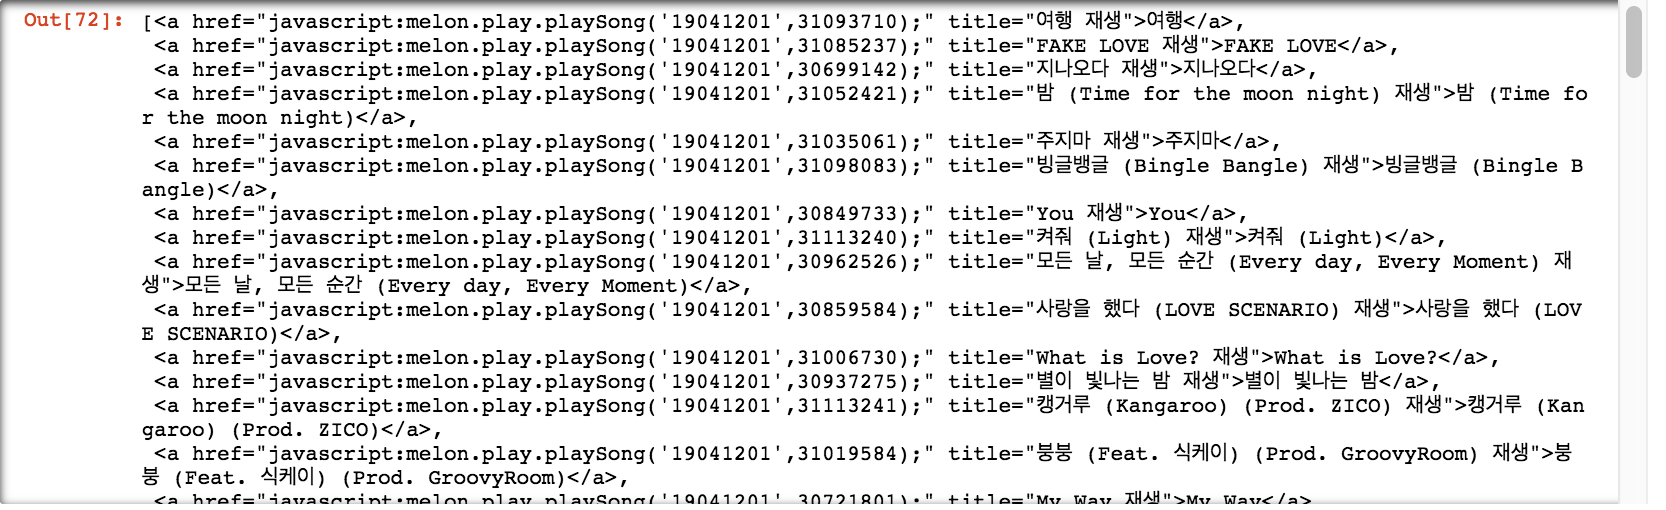 Out[72]: [<a href="javascript:melon.play.playSong('19041201',31093710);" title="여행 재생">여행</a>,
<a href="javascript:melon.play.playSong('19041201',31085237);" title="FAKE LOVE 재생">FAKE LOVE</a>,
<a href="javascript:melon.play.playSong('19041201',30699142);" title="지나오다 재생">지나오다</a>,
<a href="javascript:melon.play.playSong('19041201',31052421);" title="밤 (Time for the moon night) 재생">밤 (Time fo
r the moon night)</a>,
<a href="javascript:melon.play.playSong('19041201',31035061);" title="주지마 재생">주지마</a>,
<a href="javascript:melon.play.playSong('19041201',31098083);" title="빙글뱅글 (Bingle Bangle) 재생">빙글뱅글 (Bingle B
angle)</a>,
<a href="javascript:melon.play.playSong('19041201',30849733);" title="You 재생">You</a>,
<a href="javascript:melon.play.playSong('19041201',31113240);" title="켜줘 (Light) 재생">켜줘 (Light)</a>,
<a href="javascript:melon.play.playSong('19041201',30962526);" title="모든 날, 모든 순간 (Every day, Every Moment) 재
생">모든 날, 모든 순간 (Every day, Every Moment)</a>,
<a href="javascript:melon.play.playSong('19041201',30859584);" title="사랑을 했다 (LOVE SCENARIO) 재생">사랑을 했다 (LOV
E SCENARIO)</a>,
<a href="javascript:melon.play.playSong('19041201',31006730);" title="What is Love? 재생">What is Love?</a>,
<a href="javascript:melon.play.playSong('19041201',30937275);" title="별이 빛나는 밤 재생">별이 빛나는 밤</a>,
<a href="javascript:melon.play.playSong('19041201',31113241);" title="캥거루 (Kangaroo) (Prod. ZICO) 재생">캥거루 (Kan
garoo) (Prod. ZICO)</a>,
<a href="javascript:melon.play.playSong('19041201',31019584);" title="붕붕 (Feat. 식케이) (Prod. GroovyRoom) 재생">붕
붕 (Feat. 식케이) (Prod. GroovyRoom)</a>,
<a href="javascript:melon.play.playSong('19041201',30721801);" title="My Way 재생">My Way</a>